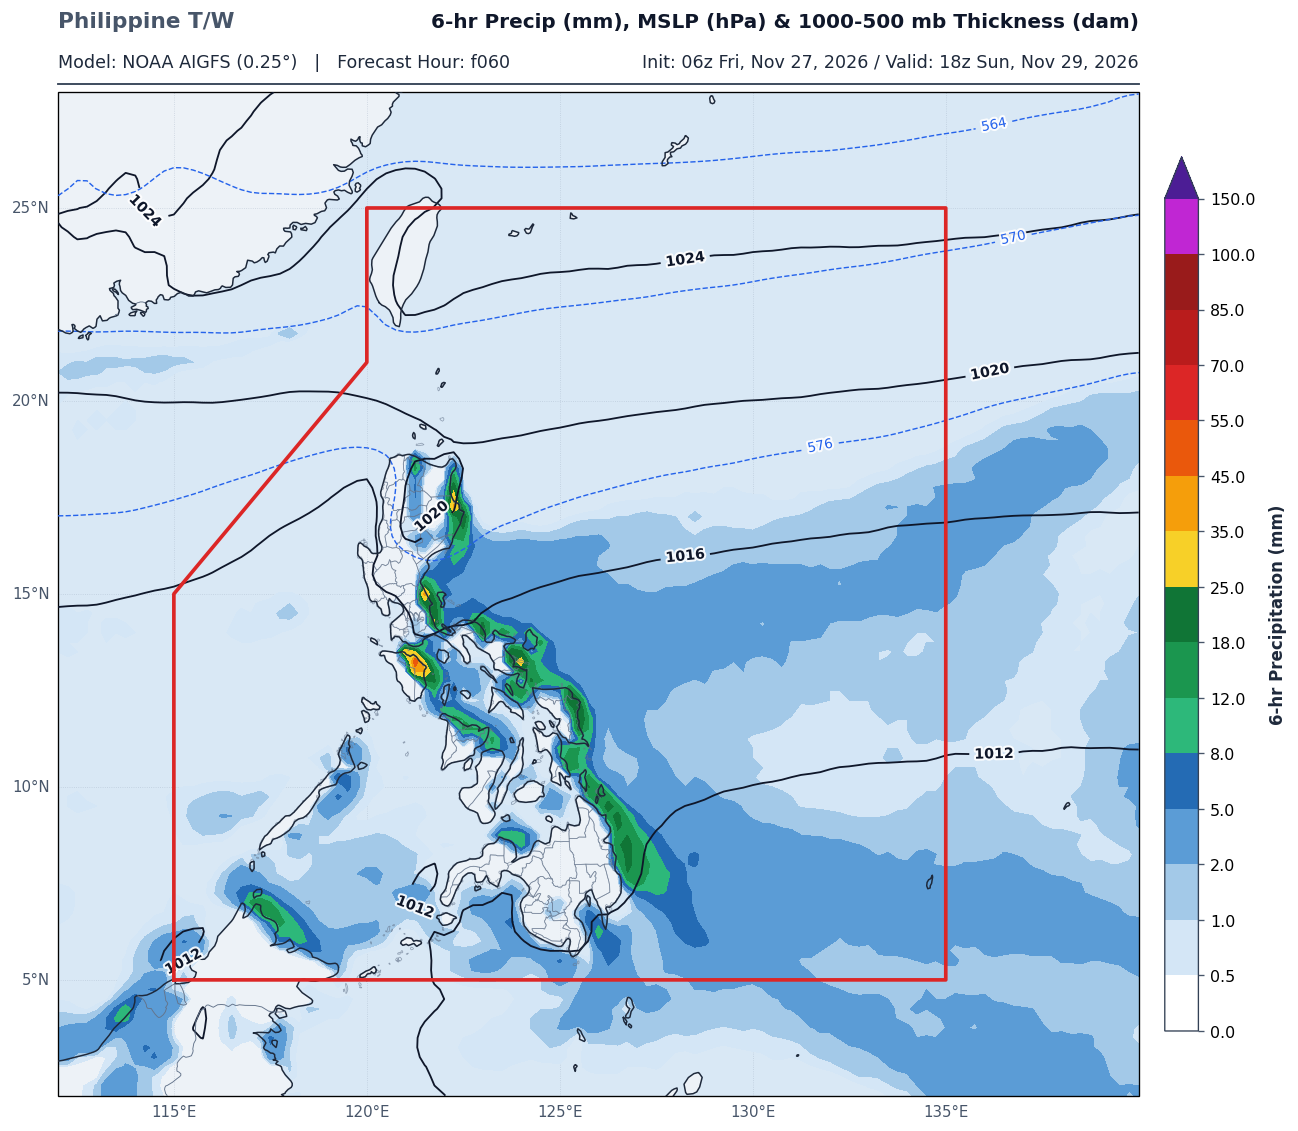 Philippine T/W
6-hr Precip (mm), MSLP (hPa) & 1000-500 mb Thickness (dam)
Model: NOAA AIGFS (0.25°) | Forecast Hour: f060
Init: 06z Fri, Nov 27, 2026 / Valid: 18z Sun, Nov 29, 2026
564
1024
25°N
570
1024
1020
20°N
576
1020
1016
15°N
1012
10°N
1012
1012
5°N
115°E
120°E
125°E
130°E
135°E
150.0
100.0
85.0
70.0
55.0
45.0
35.0
25.0
18.0
12.0
8.0
5.0
2.0
1.0
0.5
0.0
6-hr Precipitation (mm)